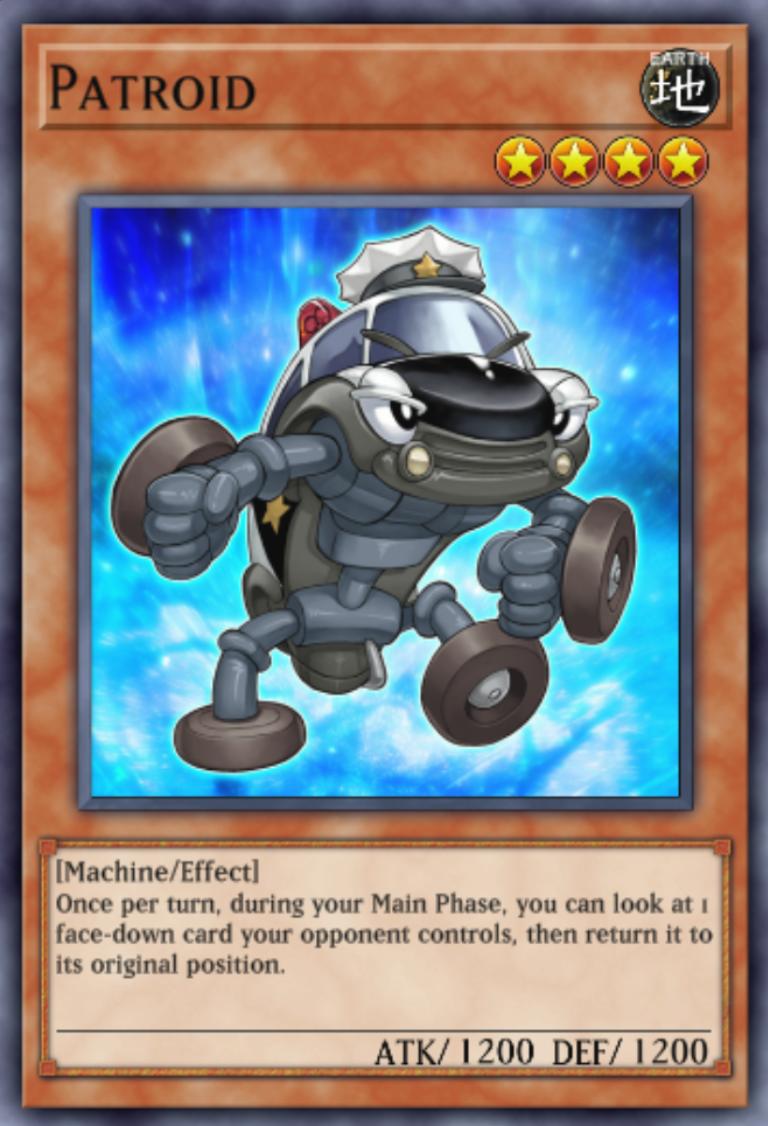 PATROID
EARTH
地
[Machine/Effect]
Once per turn, during your Main Phase, you can look at 1
face-down card your opponent controls, then return it to
its original position.
ATK/ 1200 DEF/ 1200